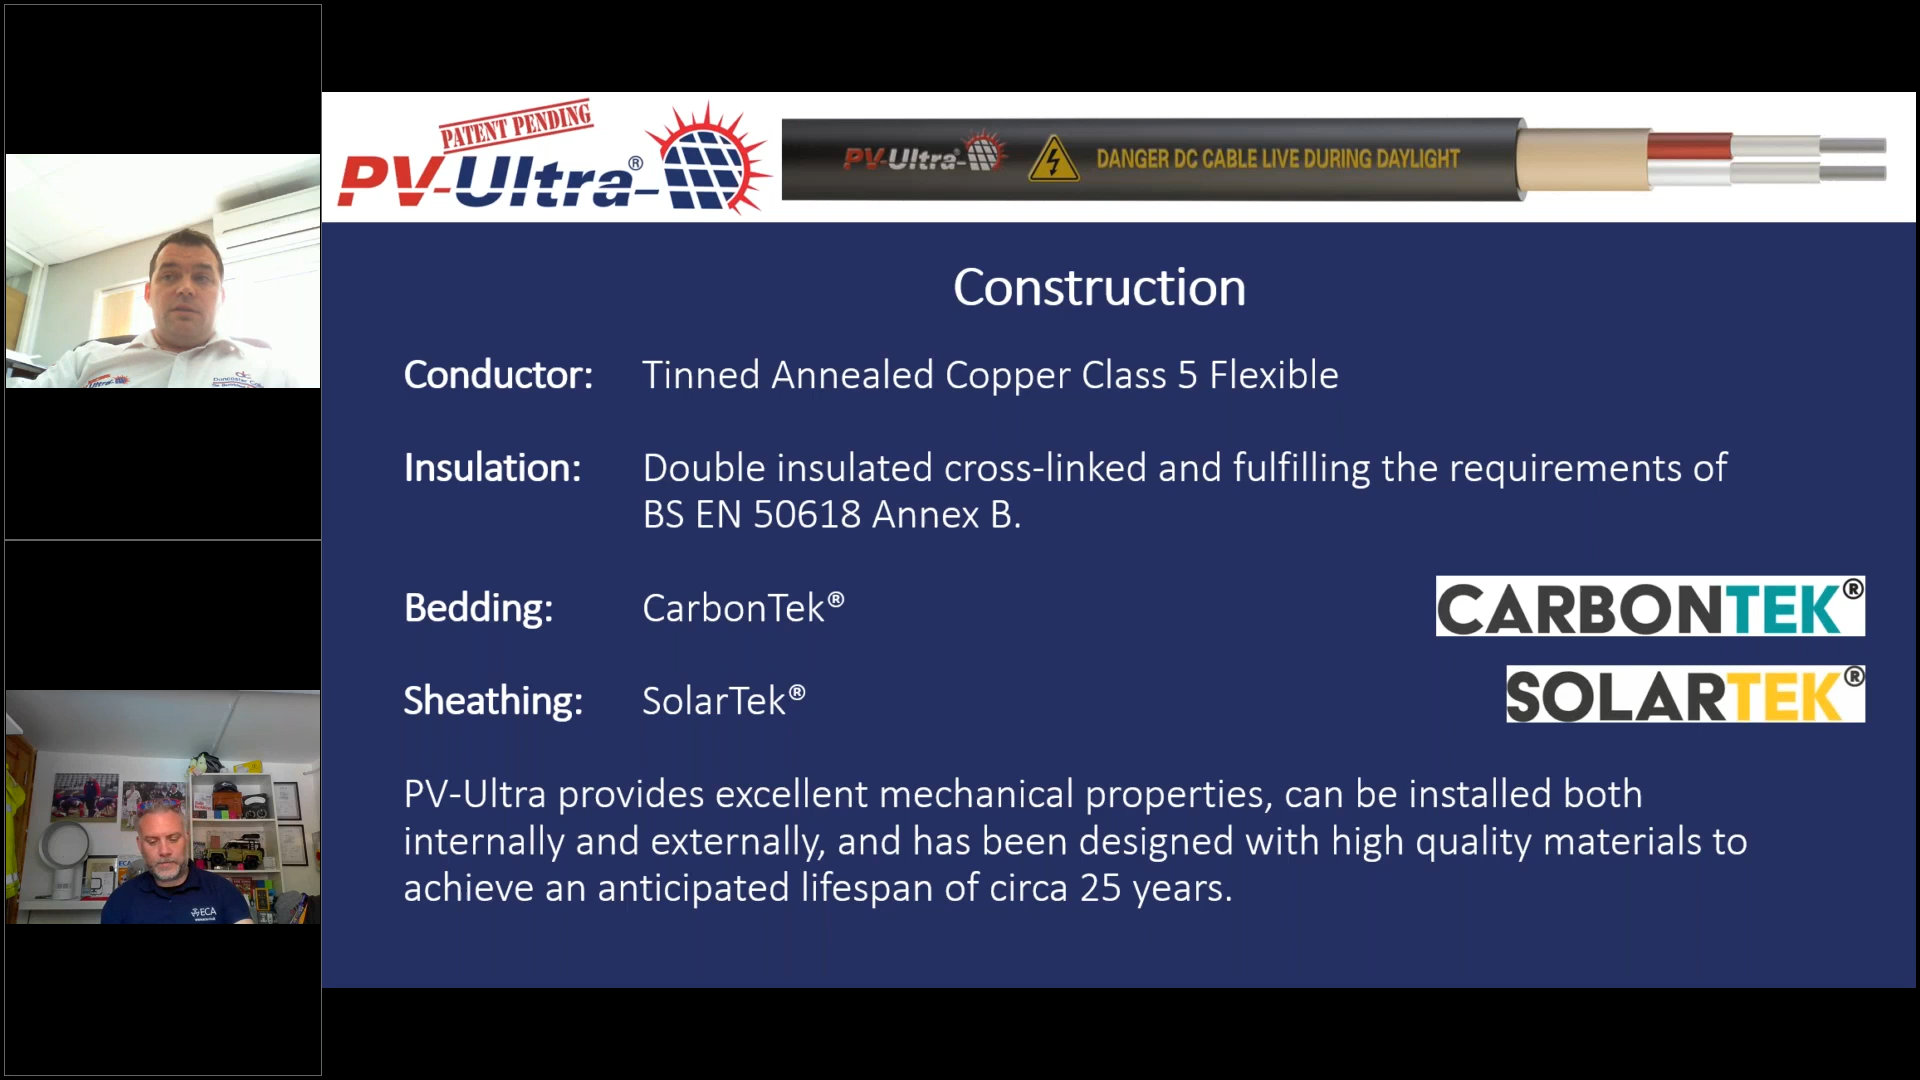 PATENT PENDING
PV-Ultra®
PV-Ultra® DANGER DC CABLE LIVE DURING DAYLIGHT
Construction
Conductor: Tinned Annealed Copper Class 5 Flexible
Insulation: Double insulated cross-linked and fulfilling the requirements of
BS EN 50618 Annex B.
Bedding: CarbonTek®
CARBONTEK®
Sheathing: SolarTek®
SOLARTEK®
PV-Ultra provides excellent mechanical properties, can be installed both
internally and externally, and has been designed with high quality materials to
achieve an anticipated lifespan of circa 25 years.
ECA